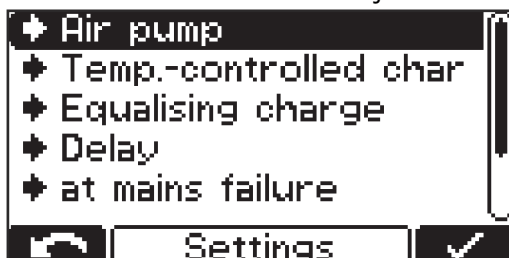 Air pump
Temp.-controlled char
Equalising charge
Delay
at mains failure
Settings